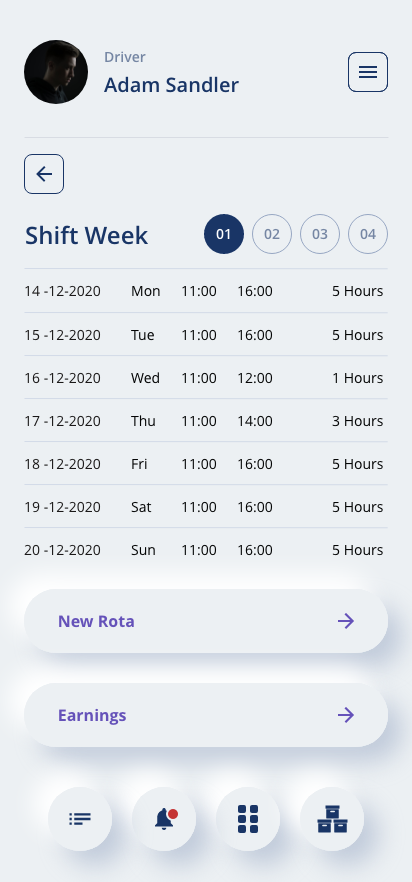 Driver
Adam Sandler
Shift Week 01 02 03 04
14 -12-2020 Mon 11:00 16:00 5 Hours
15 -12-2020 Tue 11:00 16:00 5 Hours
16 -12-2020 Wed 11:00 12:00 1 Hours
17 -12-2020 Thu 11:00 14:00 3 Hours
18 -12-2020 Fri 11:00 16:00 5 Hours
19 -12-2020 Sat 11:00 16:00 5 Hours
20 -12-2020 Sun 11:00 16:00 5 Hours
New Rota
Earnings